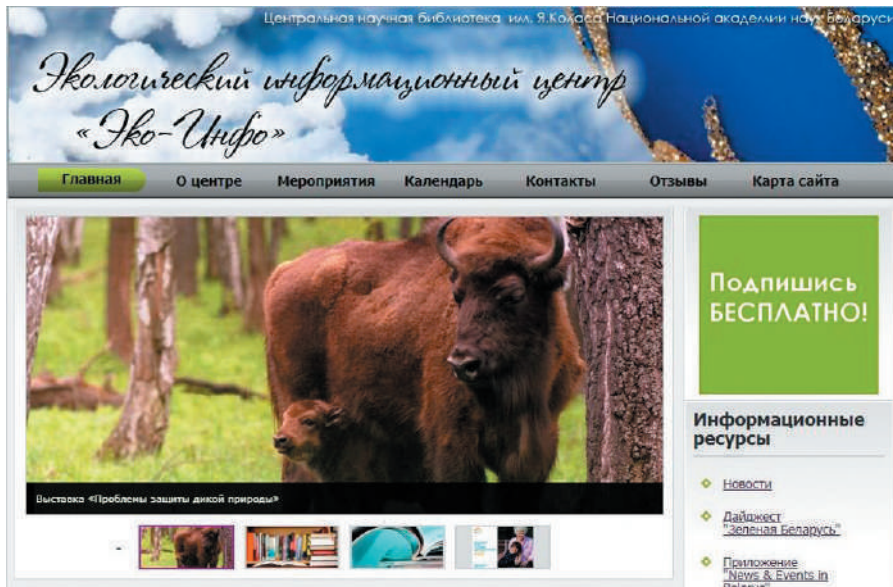 Центральная научная библиотека им. Я.Коласа Национальной академии наук Беларуси
Экологический информационный центр
«Эко-Инфо»
Главная О центре Мероприятия Календарь Контакты Отзывы Карта сайта
Подпишись
БЕСПЛАТНО!
Информационные
ресурсы
Новости
Дайджест
"Зеленая Беларусь"
Приложение
"News & Events in
Выставка «Проблемы защиты дикой природы»